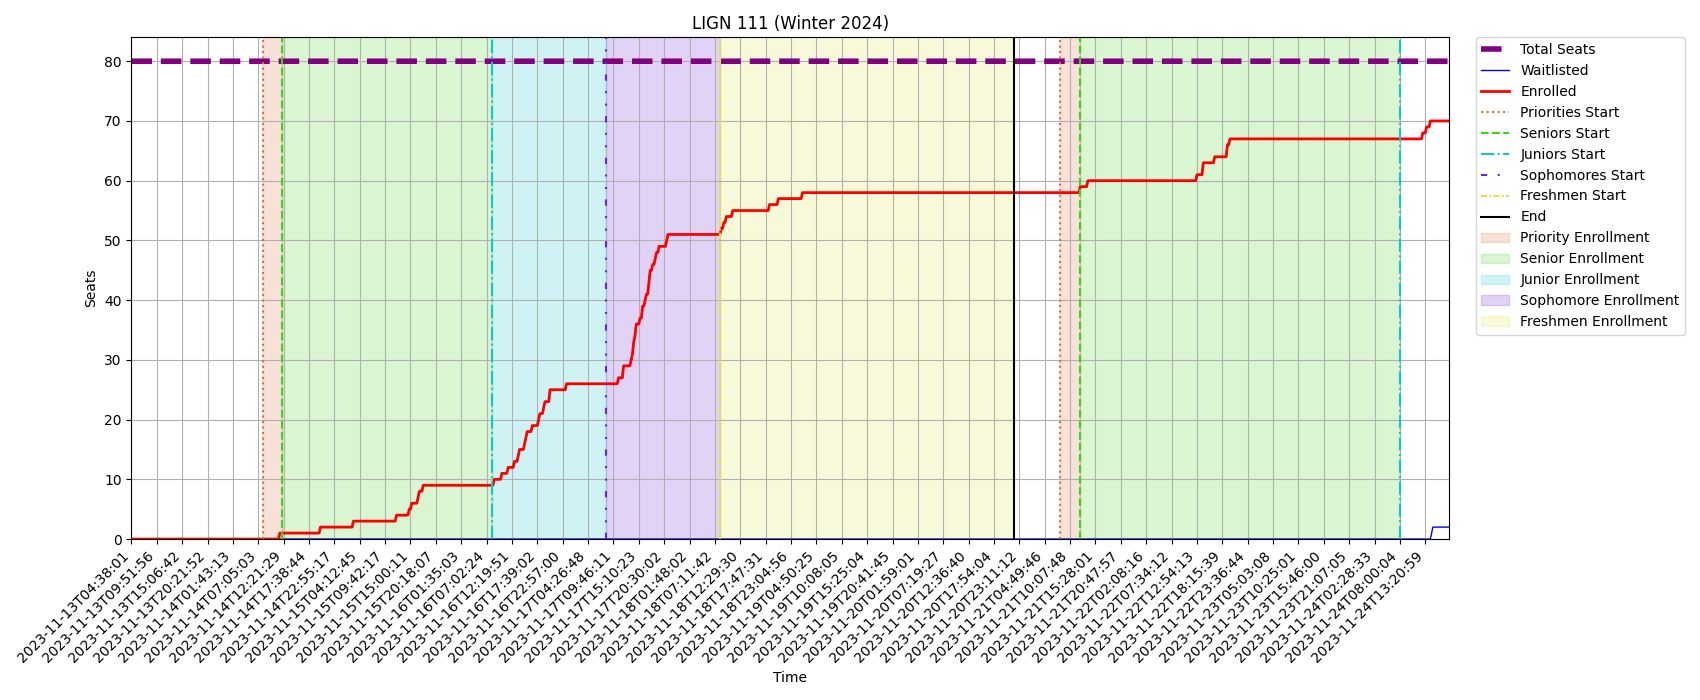 LIGN 111 (Winter 2024)
Seats
80
70
60
50
40
30
20
10
0
2023-11-13T04:38:01
2023-11-13T09:51:56
2023-11-13T15:06:42
2023-11-13T20:21:52
2023-11-14T01:43:13
2023-11-14T07:05:03
2023-11-14T12:21:29
2023-11-14T17:38:44
2023-11-14T22:55:17
2023-11-15T04:12:45
2023-11-15T09:42:17
2023-11-15T15:00:11
2023-11-15T20:18:07
2023-11-16T01:35:03
2023-11-16T07:02:24
2023-11-16T12:19:51
2023-11-16T17:39:02
2023-11-16T22:57:00
2023-11-17T04:26:48
2023-11-17T09:46:11
2023-11-17T15:10:23
2023-11-17T20:30:02
2023-11-18T01:48:02
2023-11-18T07:11:42
2023-11-18T12:29:30
2023-11-18T17:47:31
2023-11-18T23:04:56
2023-11-19T04:50:25
2023-11-19T10:08:05
2023-11-19T15:25:04
2023-11-19T20:41:45
2023-11-20T01:59:01
2023-11-20T07:19:27
2023-11-20T12:36:40
2023-11-20T17:54:04
2023-11-20T23:11:12
2023-11-21T04:49:46
2023-11-21T10:07:48
2023-11-21T15:28:01
2023-11-21T20:47:57
2023-11-22T02:08:16
2023-11-22T07:34:12
2023-11-22T12:54:13
2023-11-22T18:15:39
2023-11-22T23:36:44
2023-11-23T05:03:08
2023-11-23T10:25:01
2023-11-23T15:46:00
2023-11-23T21:07:05
2023-11-24T02:28:33
2023-11-24T08:00:04
2023-11-24T13:20:59
Time
Total Seats
Waitlisted
Enrolled
Priorities Start
Seniors Start
Juniors Start
Sophomores Start
Freshmen Start
End
Priority Enrollment
Senior Enrollment
Junior Enrollment
Sophomore Enrollment
Freshmen Enrollment